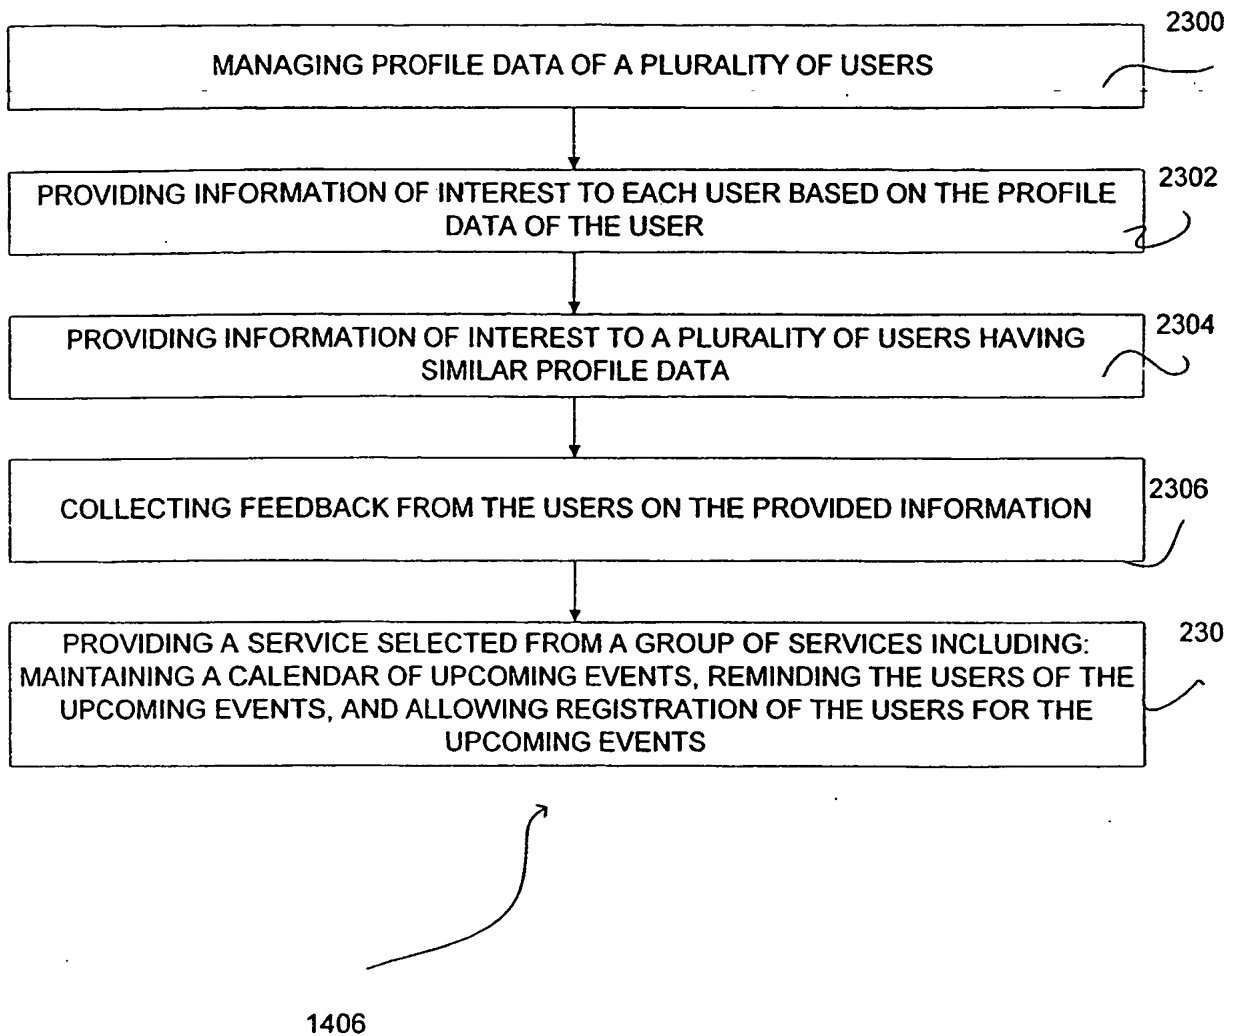 2300
MANAGING PROFILE DATA OF A PLURALITY OF USERS
2302
PROVIDING INFORMATION OF INTEREST TO EACH USER BASED ON THE PROFILE
DATA OF THE USER
2304
PROVIDING INFORMATION OF INTEREST TO A PLURALITY OF USERS HAVING
SIMILAR PROFILE DATA
2306
COLLECTING FEEDBACK FROM THE USERS ON THE PROVIDED INFORMATION
230
PROVIDING A SERVICE SELECTED FROM A GROUP OF SERVICES INCLUDING:
MAINTAINING A CALENDAR OF UPCOMING EVENTS, REMINDING THE USERS OF THE
UPCOMING EVENTS, AND ALLOWING REGISTRATION OF THE USERS FOR THE
UPCOMING EVENTS
1406